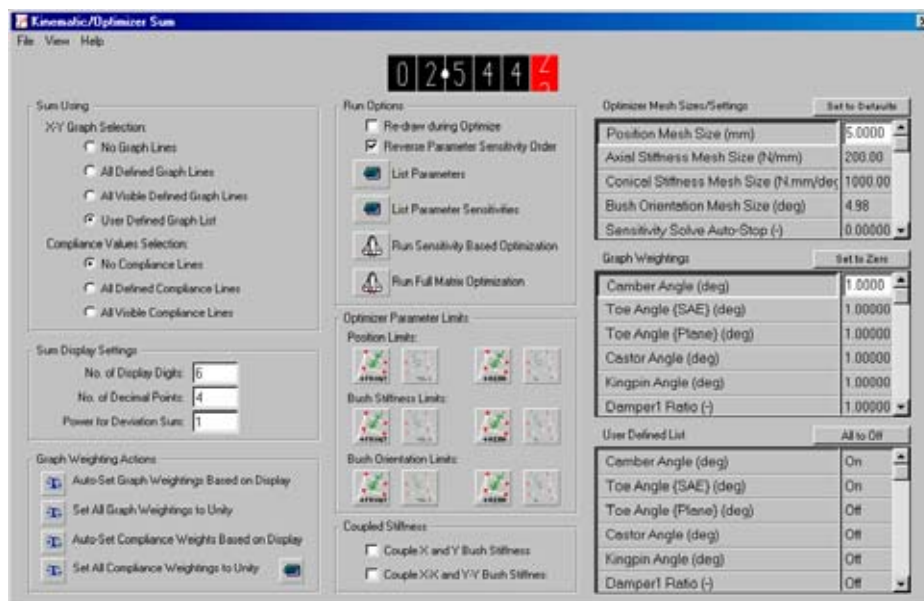 Kinematic/Optimizer Sum
File View Help
02.544
Sum Using
X-Y Graph Selection:
No Graph Lines
All Defined Graph Lines
All Visible Defined Graph Lines
User Defined Graph List
Compliance Values Selection:
No Compliance Lines
All Defined Compliance Lines
All Visible Compliance Lines
Sum Display Settings
No. of Display Digits: 6
No. of Decimal Points: 4
Power for Deviation Sum: 1
Graph Weighting Actions
Auto-Set Graph Weightings Based on Display
Set All Graph Weightings to Unity
Auto-Set Compliance Weights Based on Display
Set All Compliance Weightings to Unity
Run Options
Re-draw during Optimize
Reverse Parameter Sensitivity Order
List Parameters
List Parameter Sensitivities
Run Sensitivity Based Optimization
Run Full Matrix Optimization
Optimizer Parameter Limits
Position Limits:
Bush Stiffness Limits:
Bush Orientation Limits:
Coupled Stiffness
Couple X and Y Bush Stiffness
Couple X-X and Y-Y Bush Stiffnes
Optimizer Mesh Sizes/Settings Set to Defaults
Position Mesh Size (mm) 5.0000
Axial Stiffness Mesh Size (N/mm) 200.00
Conical Stiffness Mesh Size (N.mm/deg 1000.00
Bush Orientation Mesh Size (deg) 4.98
Sensitivity Solve Auto-Stop (-) 0.00000
Graph Weightings Set to Zero
Camber Angle (deg) 1.0000
Toe Angle {SAE} (deg) 1.00000
Toe Angle {Plane} (deg) 1.00000
Castor Angle (deg) 1.00000
Kingpin Angle (deg) 1.00000
Damper1 Ratio (-) 1.00000
User Defined List All to Off
Camber Angle (deg) On
Toe Angle {SAE} (deg) On
Toe Angle {Plane} (deg) Off
Castor Angle (deg) Off
Kingpin Angle (deg) Off
Damper1 Ratio (-) Off